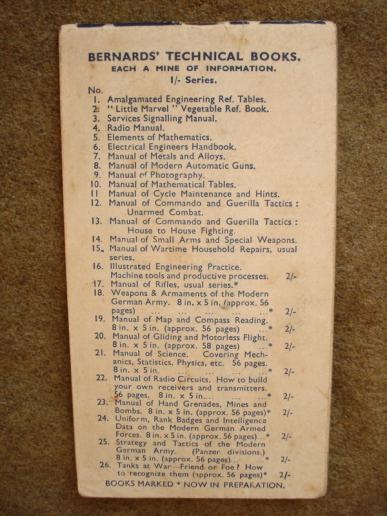 BERNARDS' TECHNICAL BOOKS.
EACH A MINE OF INFORMATION.
1/- Series.
No.
1. Amalgamated Engineering Ref. Tables.
2. "Little Marvel" Vegetable Ref. Book.
3. Services Signalling Manual.
4. Radio Manual.
5. Elements of Mathematics.
6. Electrical Engineers Handbook.
7. Manual of Metals and Alloys.
8. Manual of Modern Automatic Guns.
9. Manual of Photography.
10. Manual of Mathematical Tables.
11 Manual of Cycle Maintenance and Hints.
12. Manual of Commando and Guerilla Tactics :
Unarmed Combat.
13. Manual of Commando and Guerilla Tactics :
House to House Fighting.
14. Manual of Small Arms and Special Weapons.
15. Manual of Wartime Household Repairs, usual
series.
16. Illustrated Engineering Practice.
Machine tools and productive processes. 2/-
17. Manual of Rifles, usual series.*
18. Weapons & Armaments of the Modern
German Army. 8 in. x 5 in. (approx. 56
pages) ... ... ... ...* 2/-
19. Manual of Map and Compass Reading.
8 in. x 5 in. (approx. 56 pages) ...* 2/-
20. Manual of Gliding and Motorless Flight.
8 in. x 5 in. (approx. 58 pages) ...* 2/-
21. Manual of Science. Covering Mech-
anics, Statistics, Physics, etc. 56 pages.
8 in. x 5 in. ... ... ...* 2/-
22. Manual of Radio Circuits. How to build
your own receivers and transmitters.
56 pages. 8 in. x 5 in... ...* 2/-
23. Manual of Hand Grenades, Mines and
Bombs. 8 in. x 5 in. (approx. 56 pages)* 2/-
24. Uniform, Rank Badges and Intelligence
Data on the Modern German Armed
Forces. 8 in. x 5 in. (approx. 56 pages)...* 2/-
25. Strategy and Tactics of the Modern
German Army. (Panzer divisions.)
8 in. x 5 in. (approx. 56 pages) ...* 2/-
26. Tanks at War—Friend or Foe? How
to recognise them (approx. 56 pages)* 2/-
BOOKS MARKED * NOW IN PREPARATION.